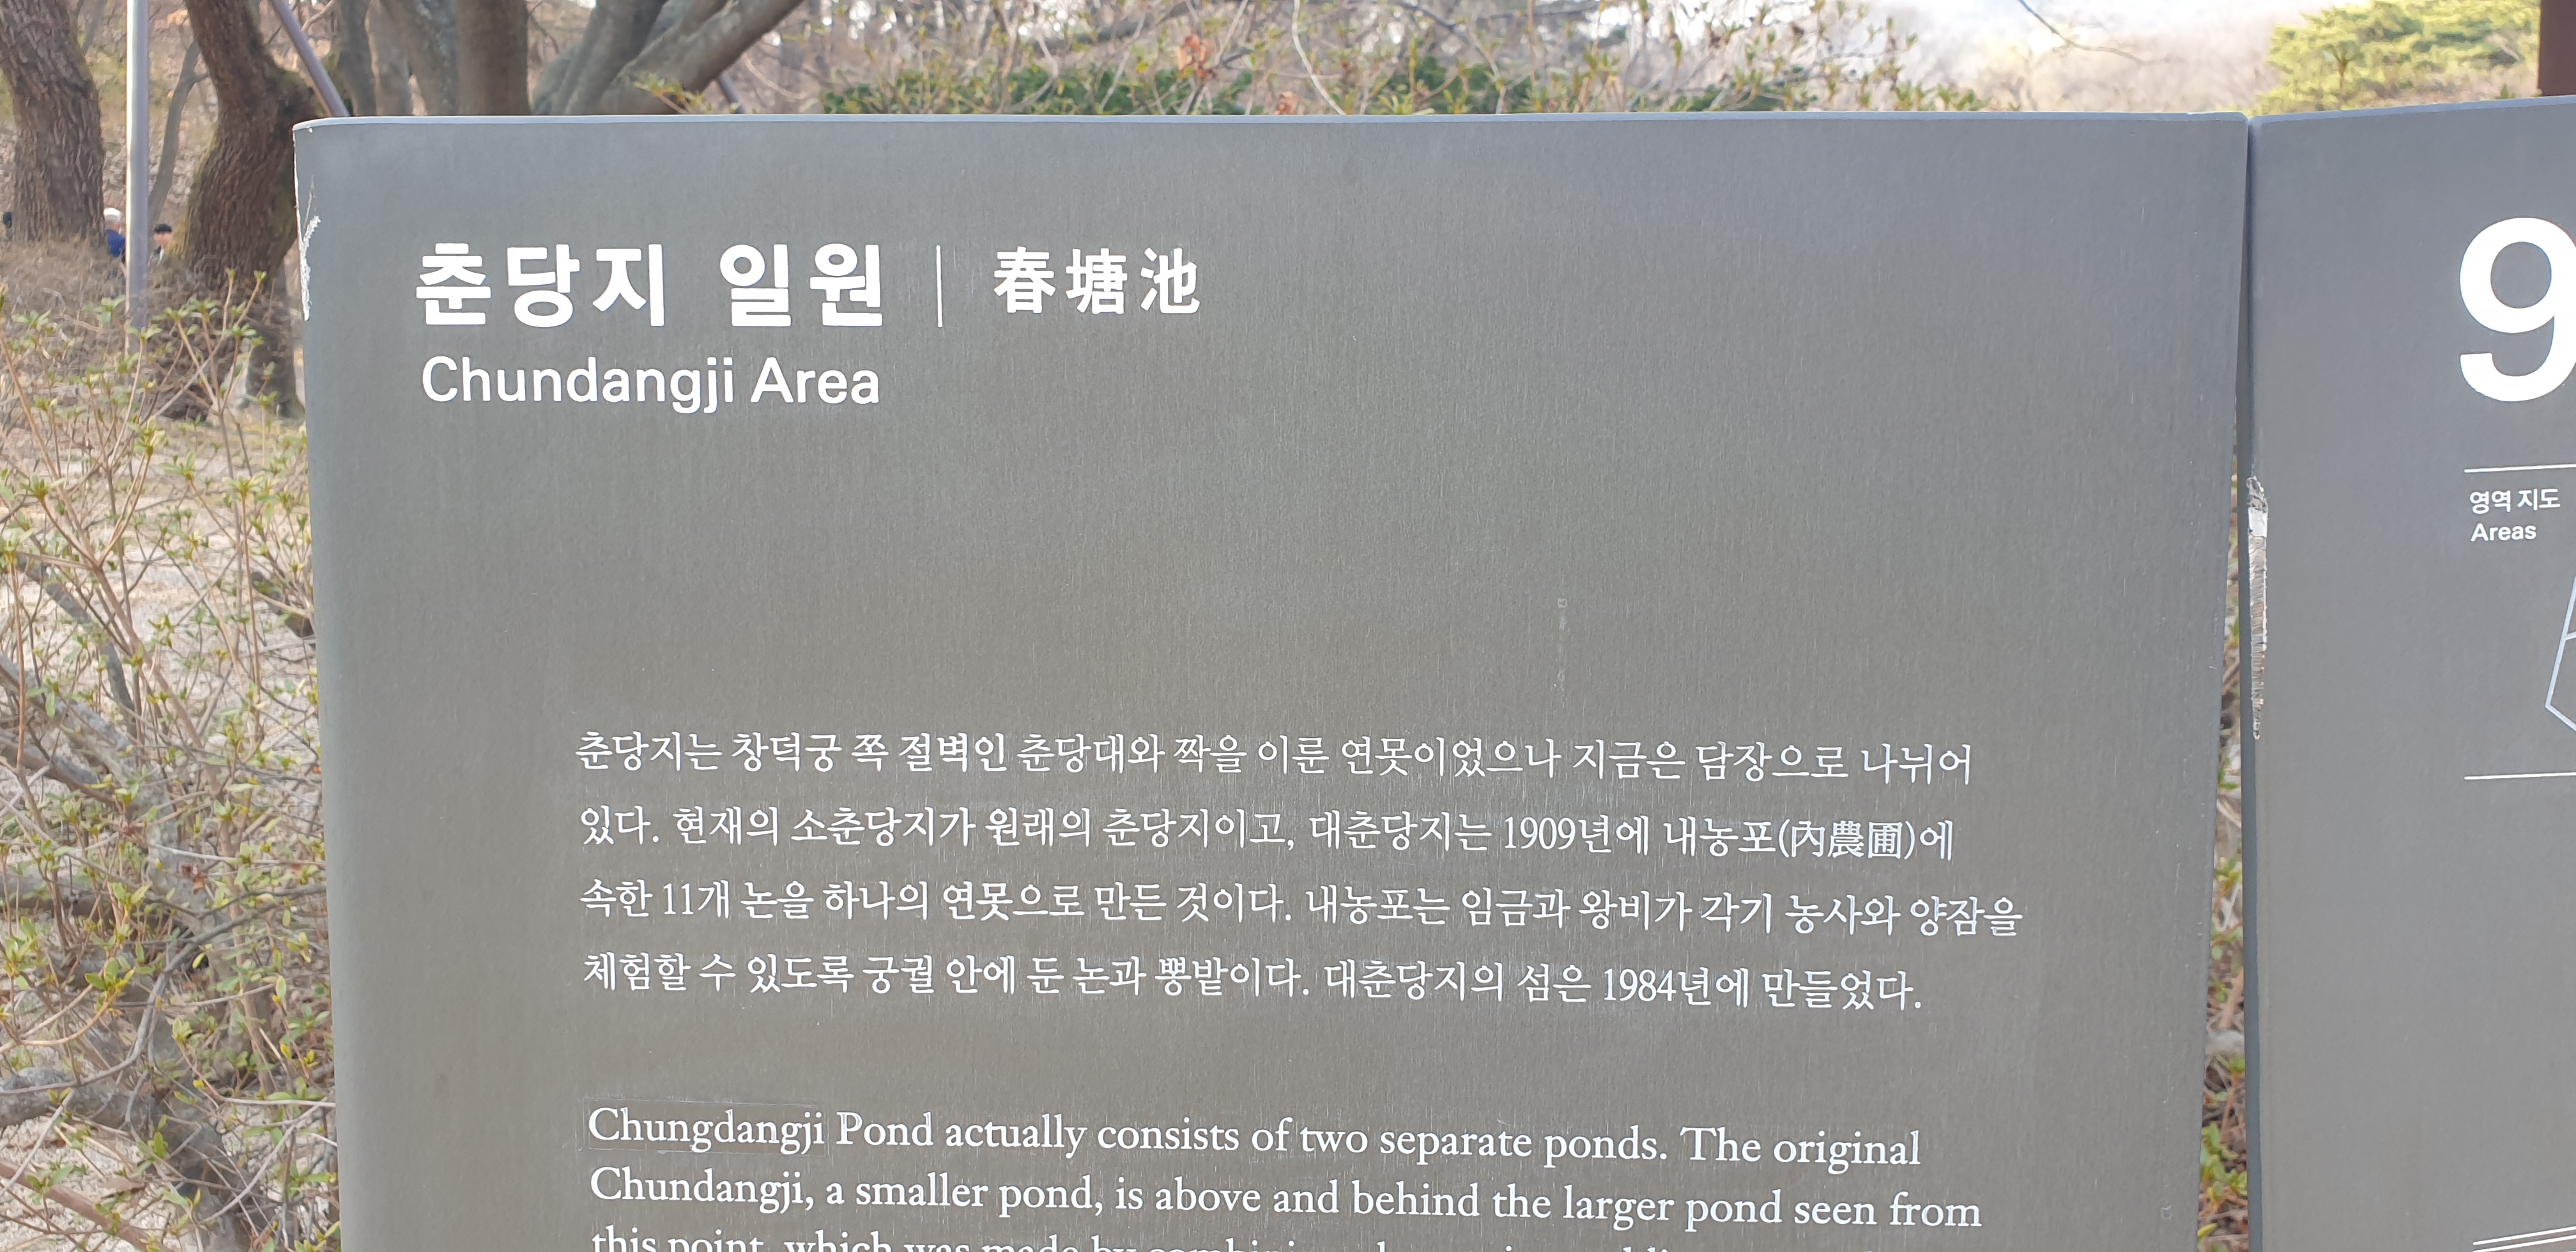 춘당지 일원 | 春塘池
Chundangji Area
춘당지는 창덕궁 쪽 절벽인 춘당대와 짝을 이룬 연못이었으나 지금은 담장으로 나뉘어
있다. 현재의 소춘당지가 원래의 춘당지이고, 대춘당지는 1909년에 내농포(內農圃)에
속한 11개 논을 하나의 연못으로 만든 것이다. 내농포는 임금과 왕비가 각기 농사와 양잠을
체험할 수 있도록 궁궐 안에 둔 논과 뽕밭이다. 대춘당지의 섬은 1984년에 만들었다.
Chungdangji Pond actually consists of two separate ponds. The original
Chundangji, a smaller pond, is above and behind the larger pond seen from
this point, which was made by
9
영역 지도
Areas